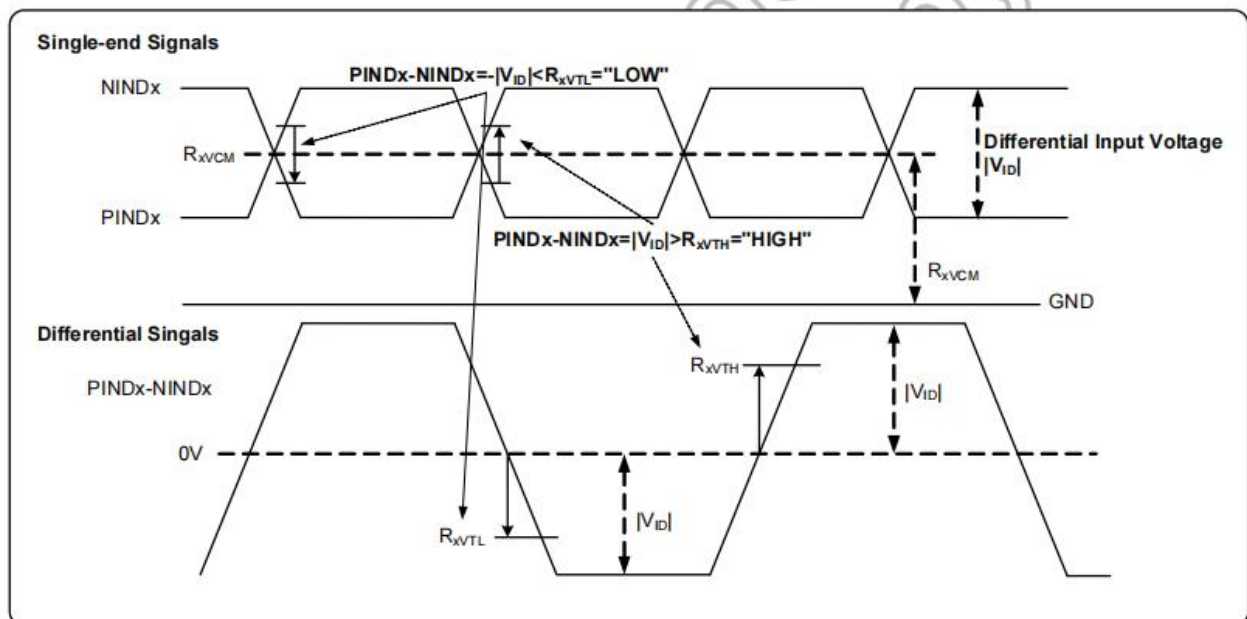 Single-end Signals
PINDx-NINDx=-|VID|<RxVTL="LOW"
NINDx
RxVCM
Differential Input Voltage
|VID|
PINDx
PINDx-NINDx=|VID|>RxVTH="HIGH"
RxVCM
GND
Differential Singals
RxVTH
PINDx-NINDx
|VID|
0V
|VID|
RxVTL